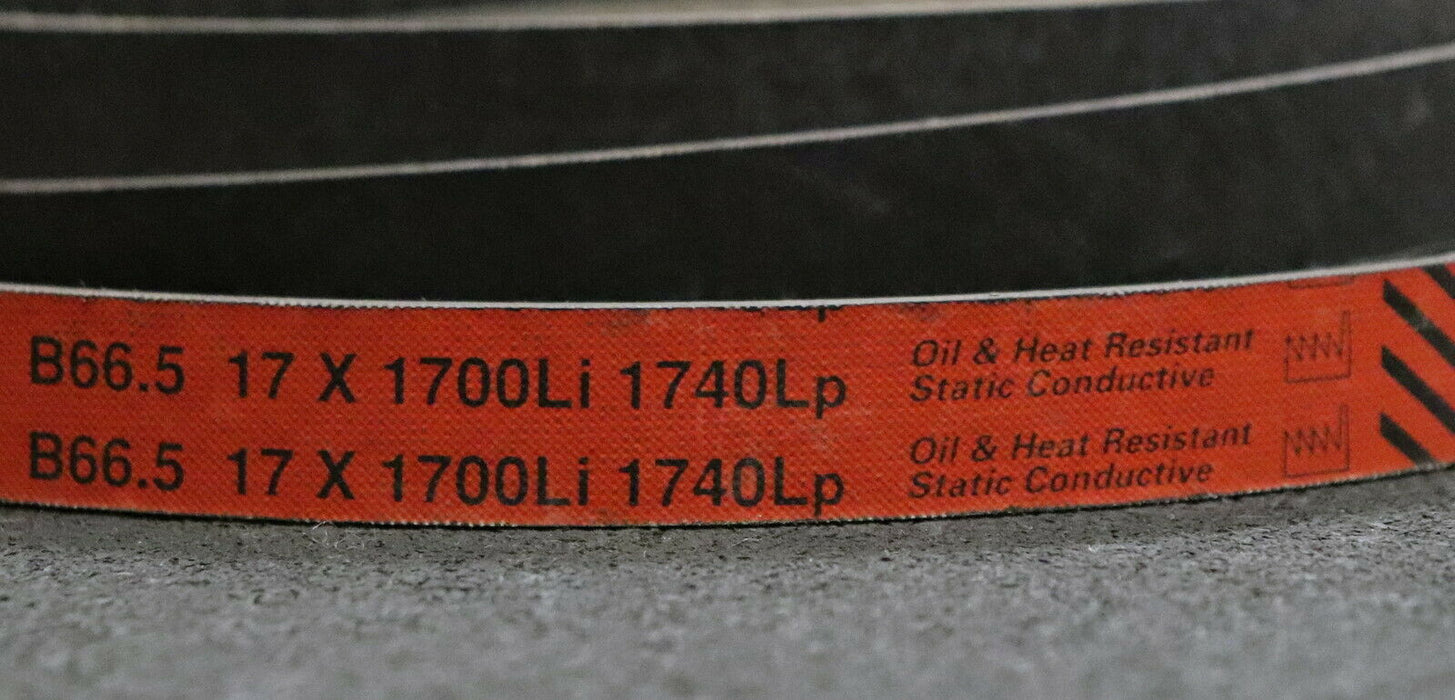 B66.5 17 X 1700Li 1740Lp Oil & Heat Resistant
Static Conductive
B66.5 17 X 1700Li 1740Lp Oil & Heat Resistant
Static Conductive